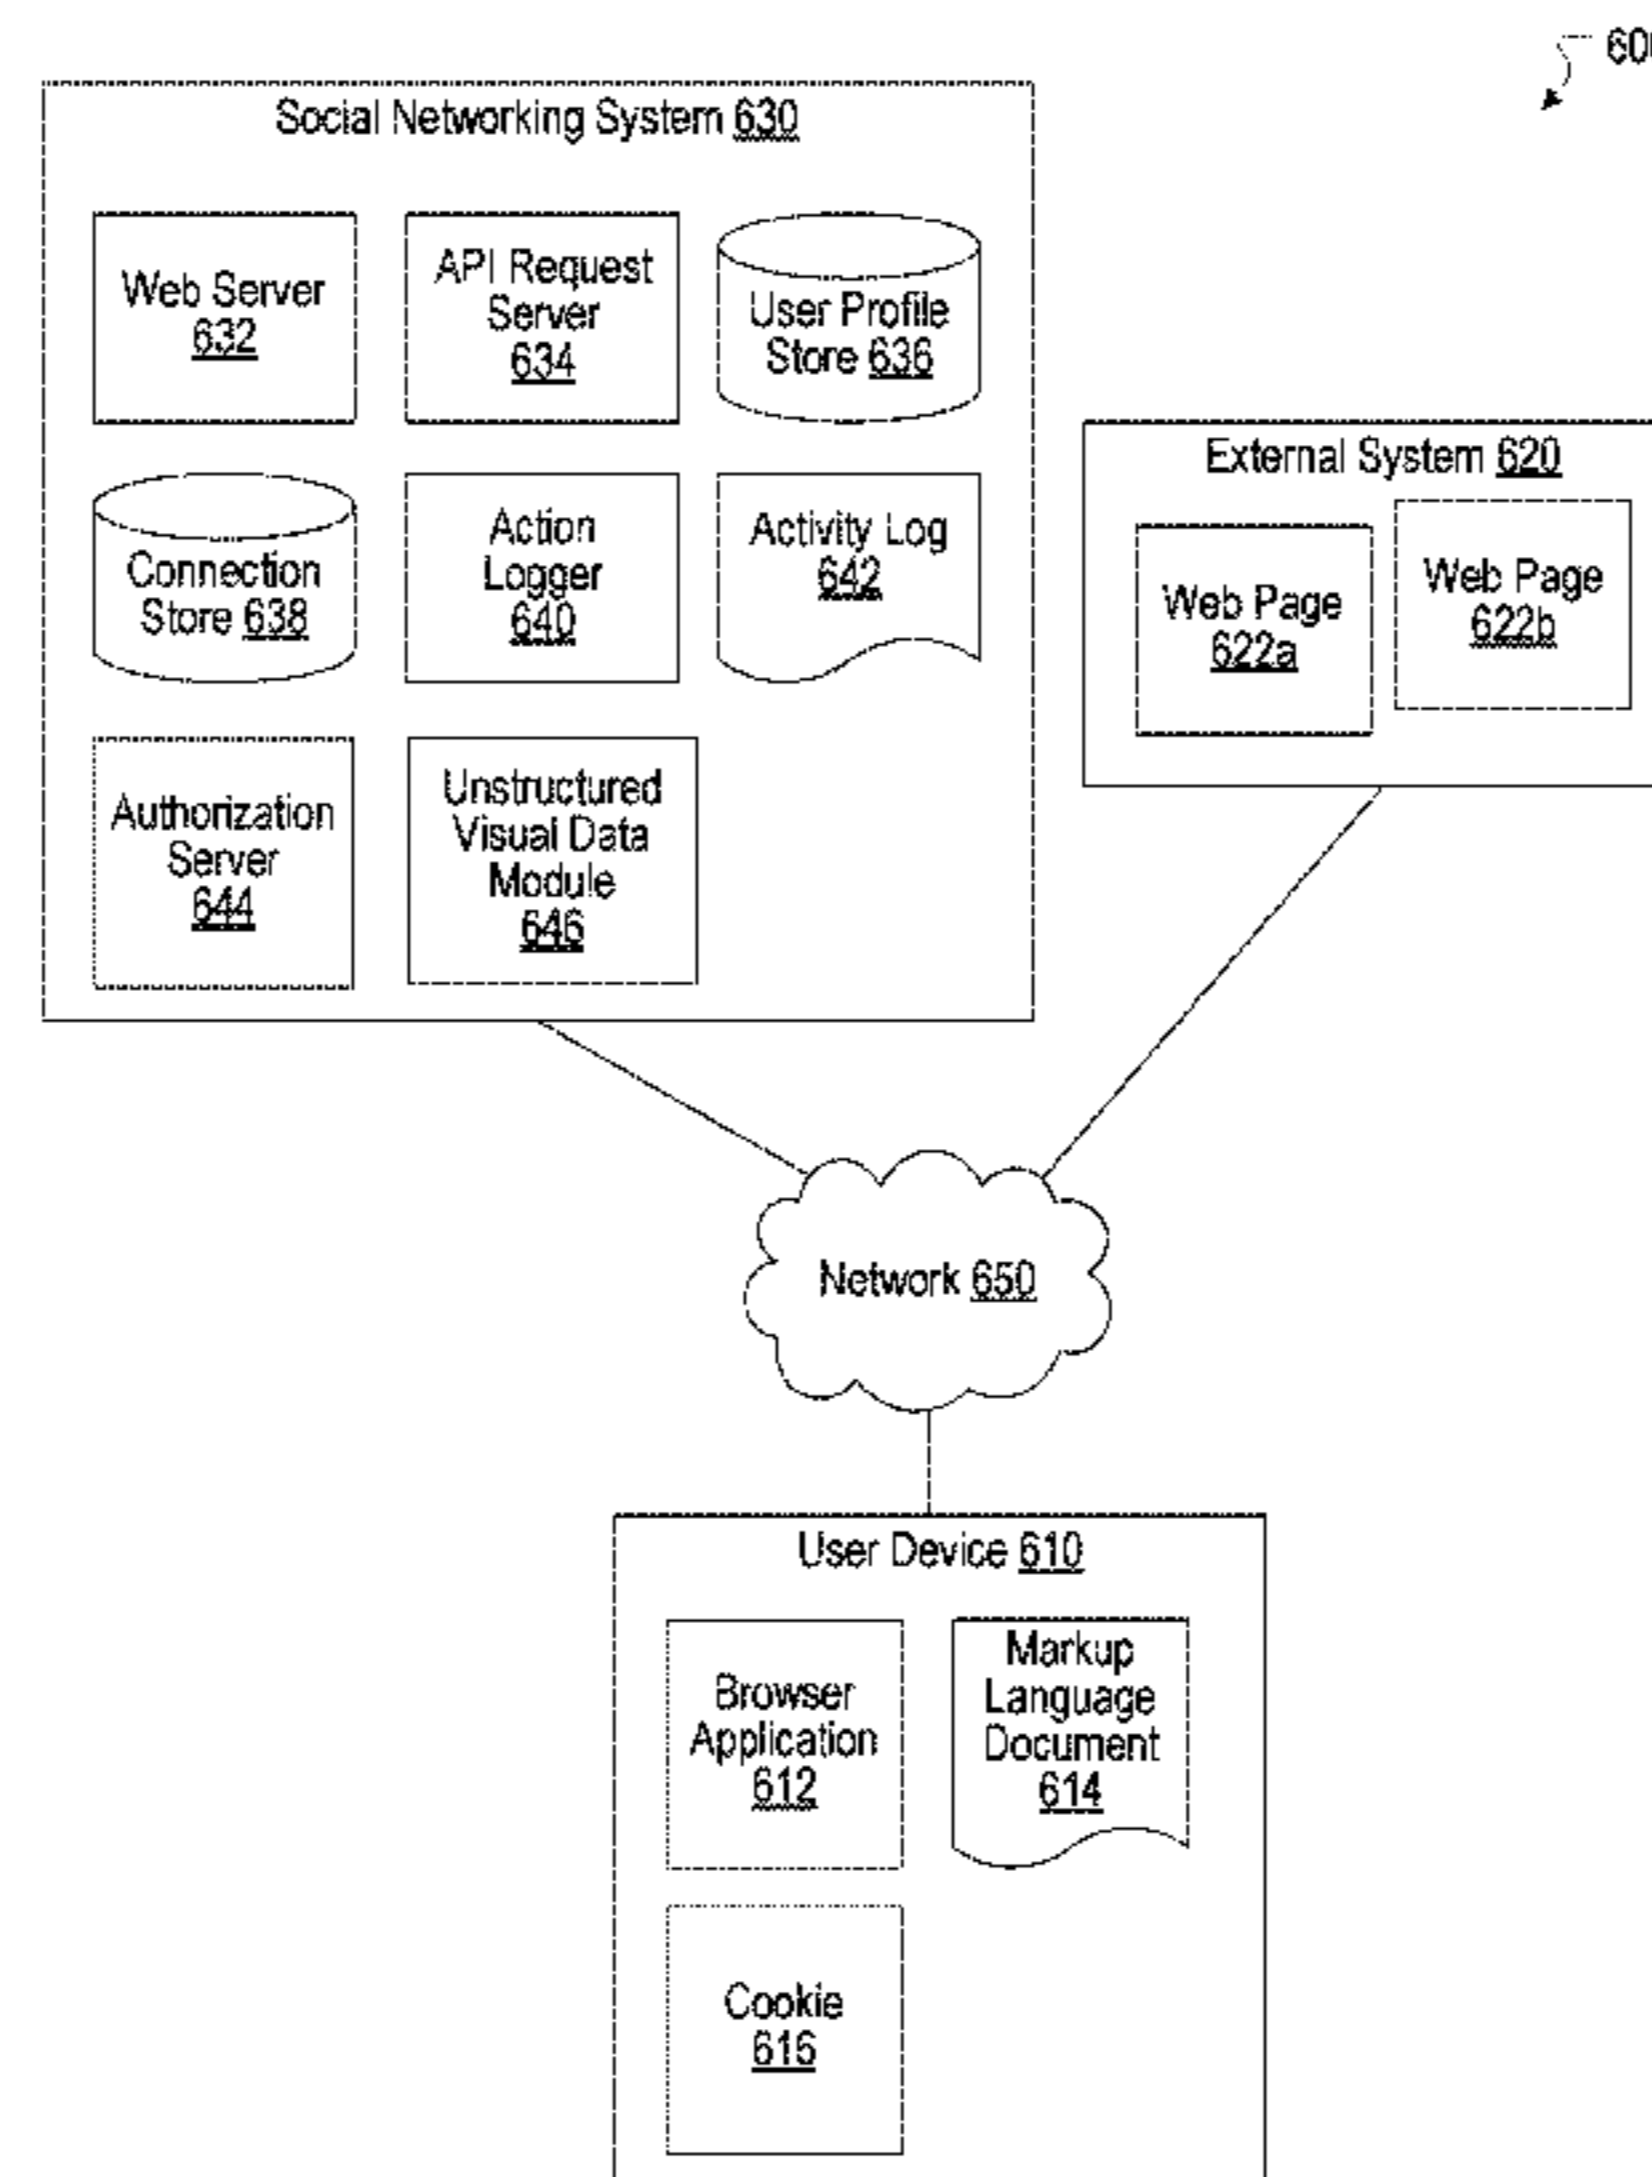 Social Networking System 630
Web Server
632
API Request
Server
634
User Profile
Store 636
Connection
Store 638
Action
Logger
640
Activity Log
642
Authorization
Server
644
Unstructured
Visual Data
Module
646
External System 620
Web Page
622a
Web Page
622b
Network 650
User Device 610
Browser
Application
612
Markup
Language
Document
614
Cookie
616